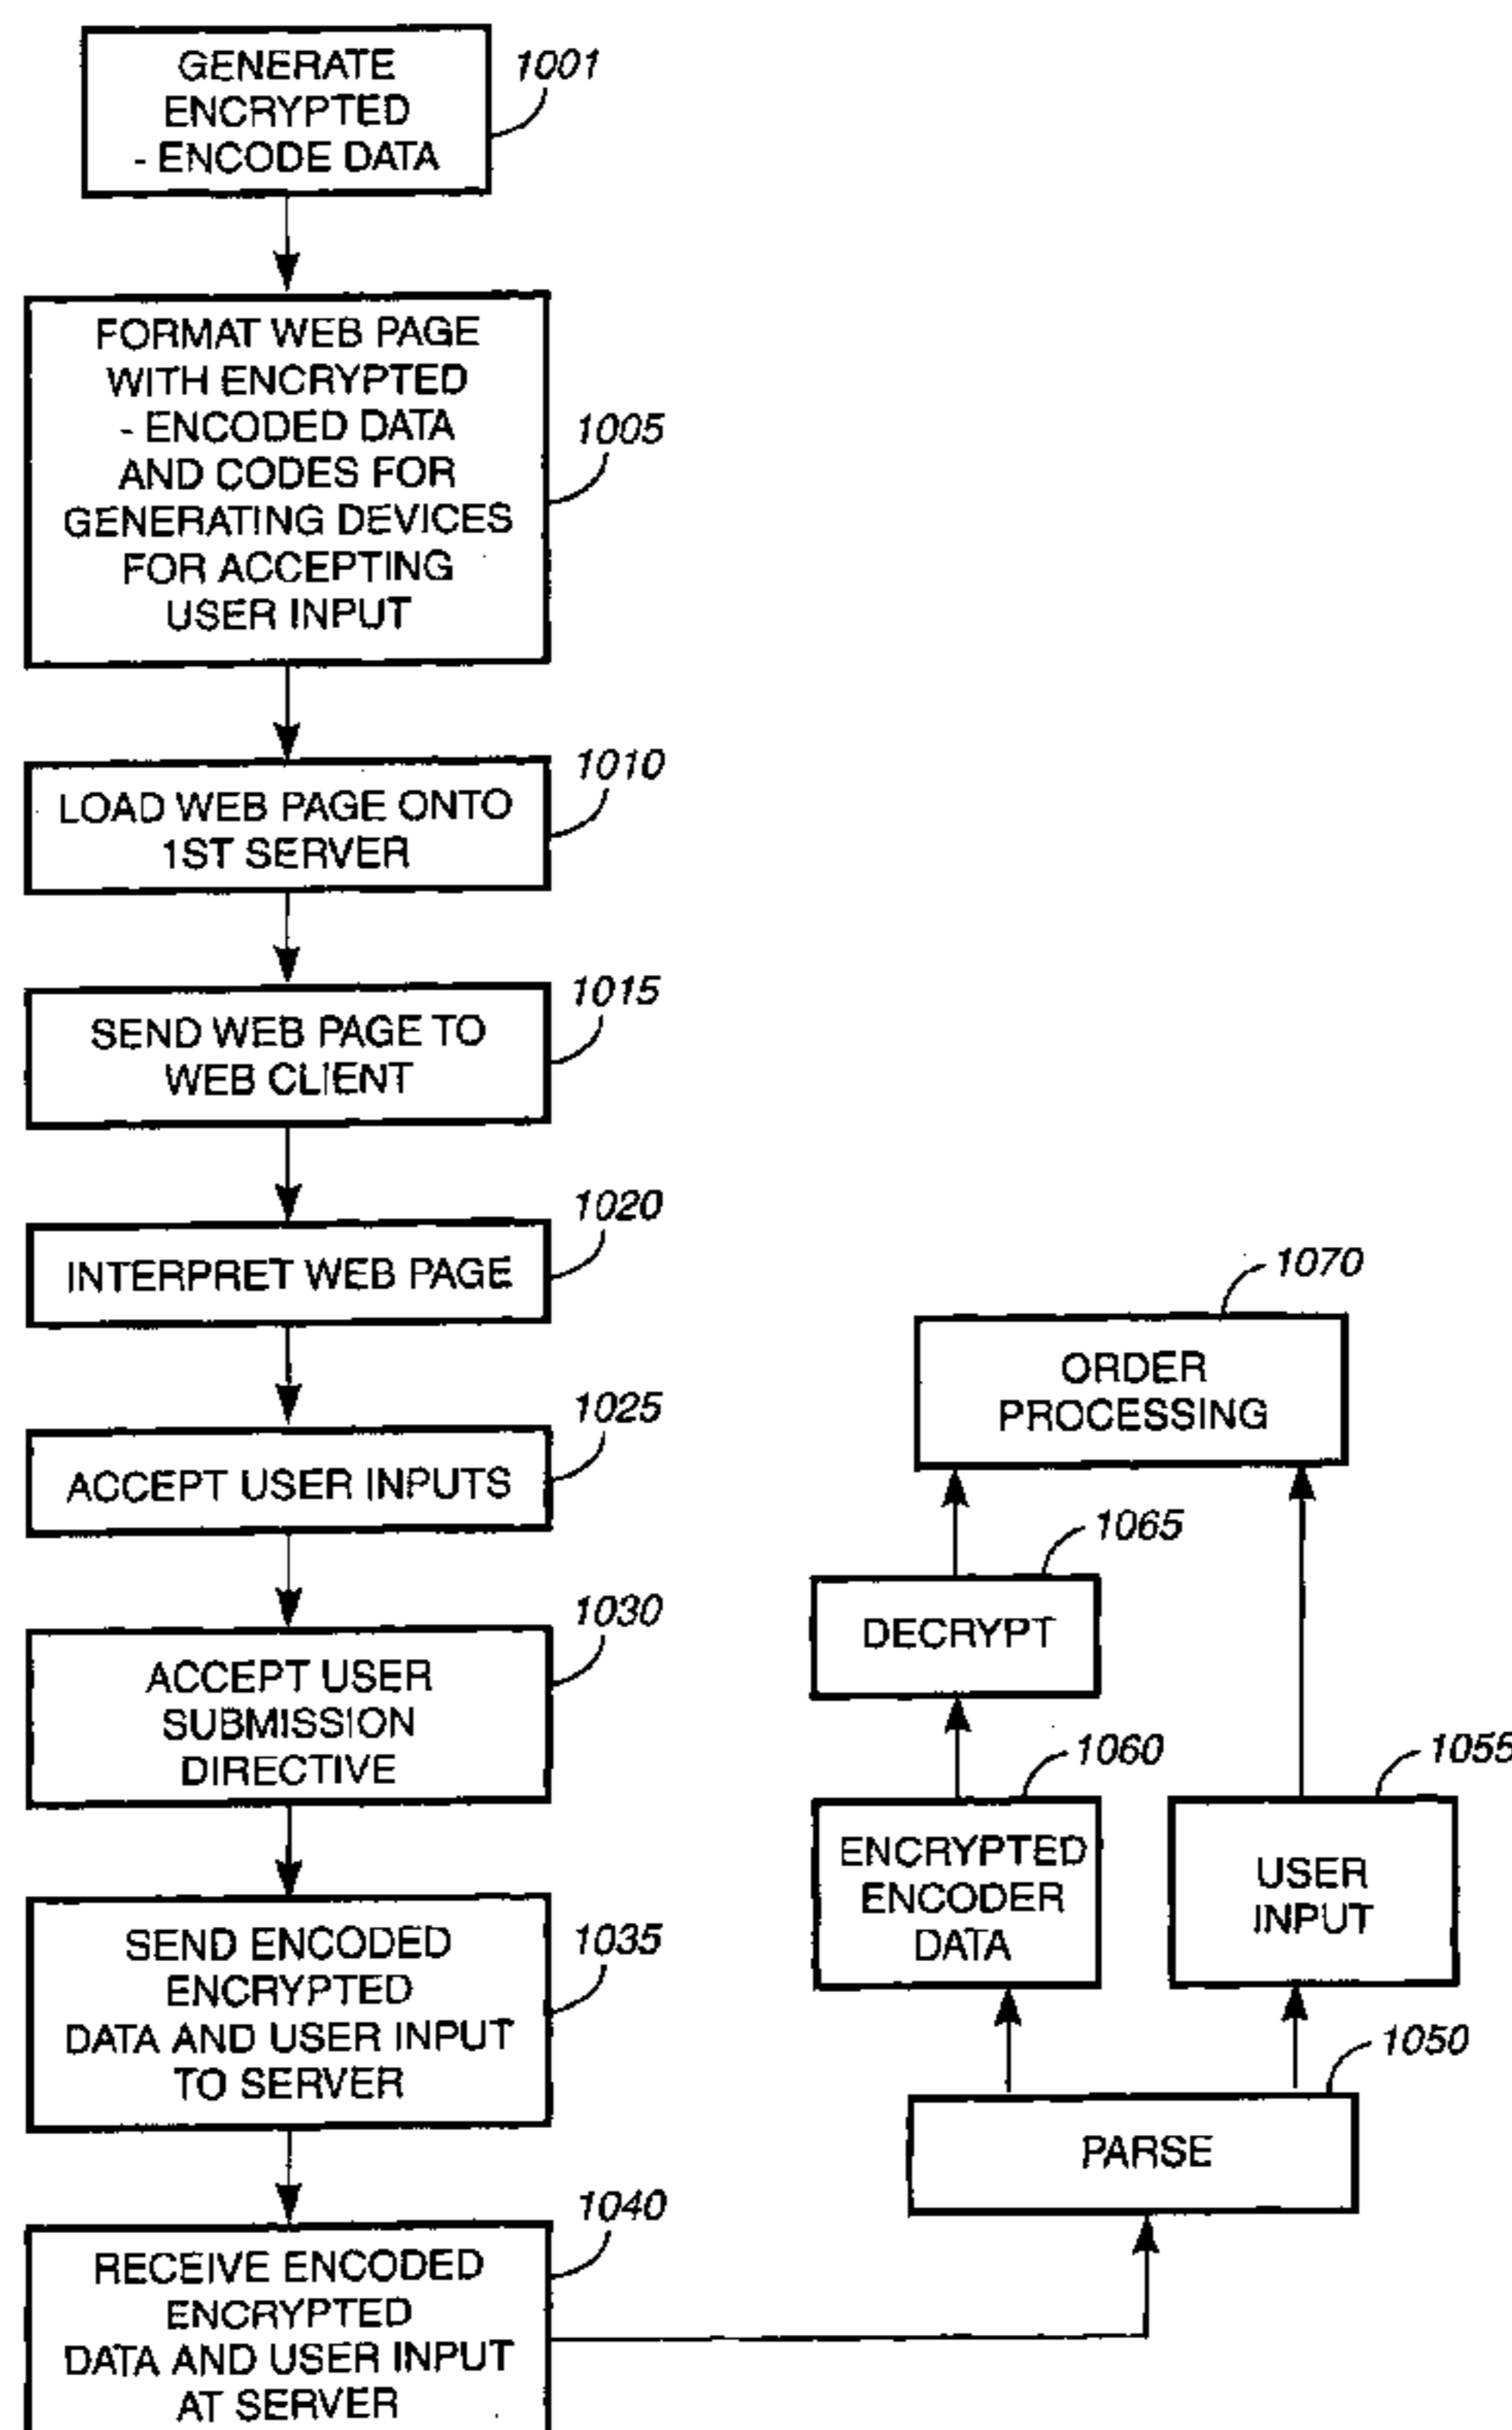 GENERATE
ENCRYPTED
- ENCODE DATA
1001
FORMAT WEB PAGE
WITH ENCRYPTED
- ENCODED DATA
AND CODES FOR
GENERATING DEVICES
FOR ACCEPTING
USER INPUT
1005
LOAD WEB PAGE ONTO
1ST SERVER
1010
SEND WEB PAGE TO
WEB CLIENT
1015
INTERPRET WEB PAGE
1020
ACCEPT USER INPUTS
1025
ACCEPT USER
SUBMISSION
DIRECTIVE
1030
SEND ENCODED
ENCRYPTED
DATA AND USER INPUT
TO SERVER
1035
RECEIVE ENCODED
ENCRYPTED
DATA AND USER INPUT
AT SERVER
1040
PARSE
1050
ENCRYPTED
ENCODER
DATA
1060
USER
INPUT
1055
DECRYPT
1065
ORDER
PROCESSING
1070